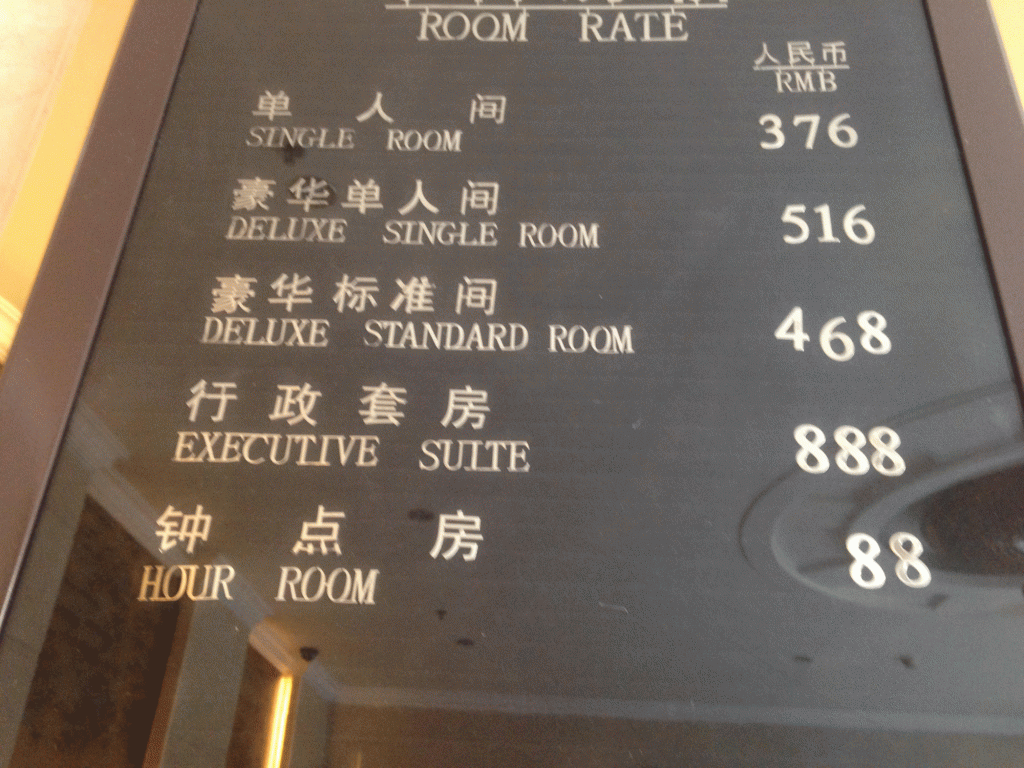 ROOM RATE
人民币
RMB
单人间
SINGLE ROOM 376
豪华单人间
DELUXE SINGLE ROOM 516
豪华标准间
DELUXE STANDARD ROOM 468
行政套房
EXECUTIVE SUITE 888
钟点房
HOUR ROOM 88